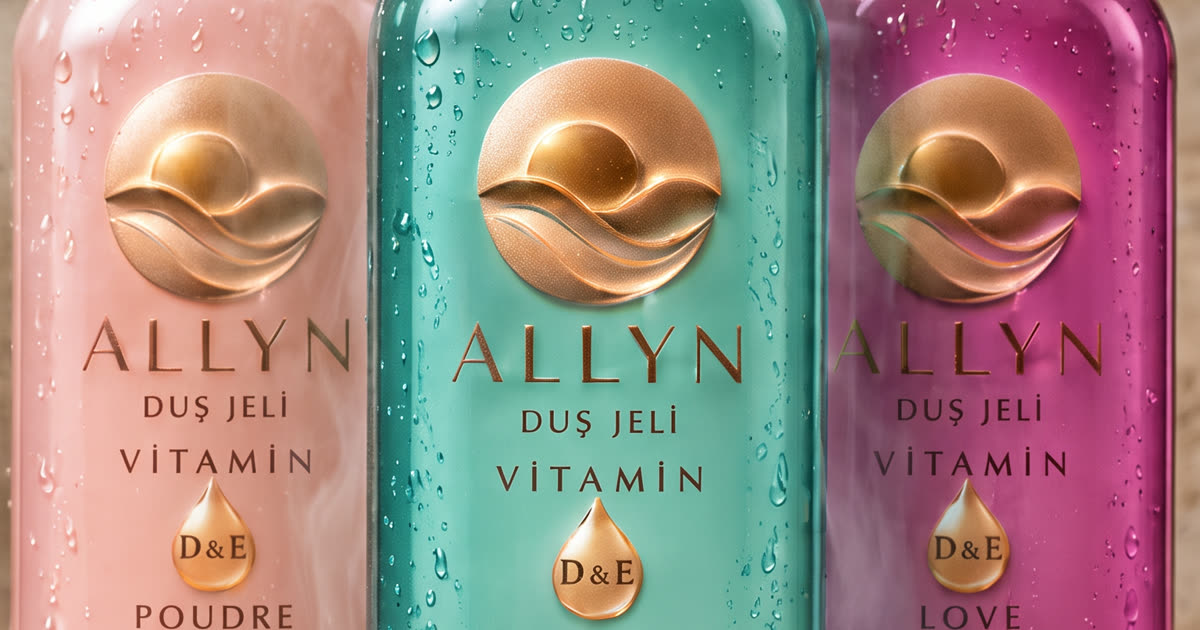 ALLYN
DUŞ JELİ
VİTAMİN
D&E
POUDRE
ALLYN
DUŞ JELİ
VİTAMİN
D&E
ALLYN
DUŞ JELİ
VİTAMİN
D&E
LOVE